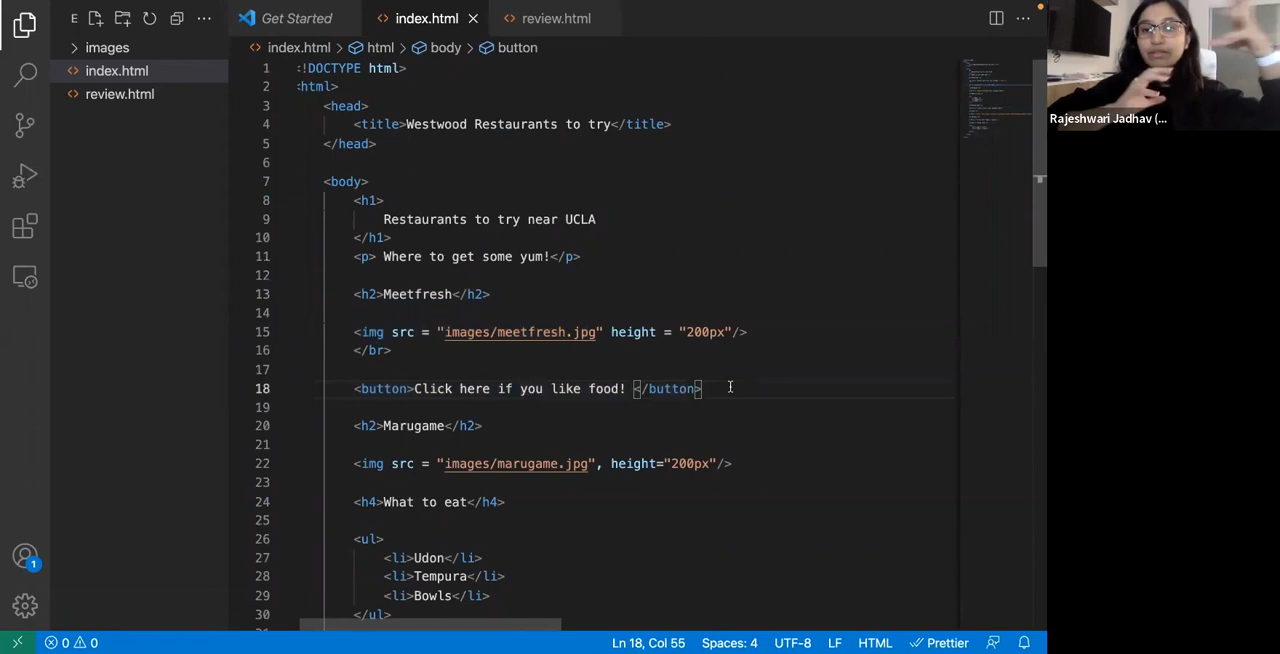 E
Get Started
index.html
review.html
images
index.html
review.html
index.html
html
body
button
1 :!DOCTYPE html>
2 :html>
3 <head>
4 <title>Westwood Restaurants to try</title>
5 </head>
6
7 <body>
8 <h1>
9 Restaurants to try near UCLA
10 </h1>
11 <p> Where to get some yum!</p>
12
13 <h2>Meetfresh</h2>
14
15 <img src = "images/meetfresh.jpg" height = "200px"/>
16 </br>
17
18 <button>Click here if you like food! </button>
19
20 <h2>Marugame</h2>
21
22 <img src = "images/marugame.jpg", height="200px"/>
23
24 <h4>What to eat</h4>
25
26 <ul>
27 <li>Udon</li>
28 <li>Tempura</li>
29 <li>Bowls</li>
30 </ul>
Rajeshwari Jadhav (...
1
0 0
Ln 18, Col 55
Spaces: 4
UTF-8
LF
HTML
Prettier